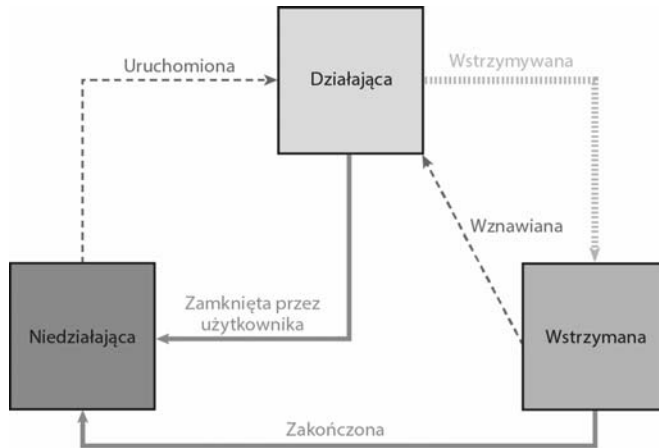 Uruchomiona
Działająca
Wstrzymywana
Wznawiana
Zamknięta przez
użytkownika
Niedziałająca
Wstrzymana
Zakończona